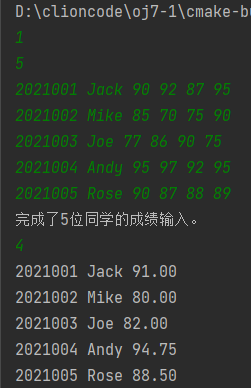 D:\clioncode\oj7-1\cmake-bu
1
5
2021001 Jack 90 92 87 95
2021002 Mike 85 70 75 90
2021003 Joe 77 86 90 75
2021004 Andy 95 97 92 95
2021005 Rose 90 87 88 89
完成了5位同学的成绩输入。
4
2021001 Jack 91.00
2021002 Mike 80.00
2021003 Joe 82.00
2021004 Andy 94.75
2021005 Rose 88.50